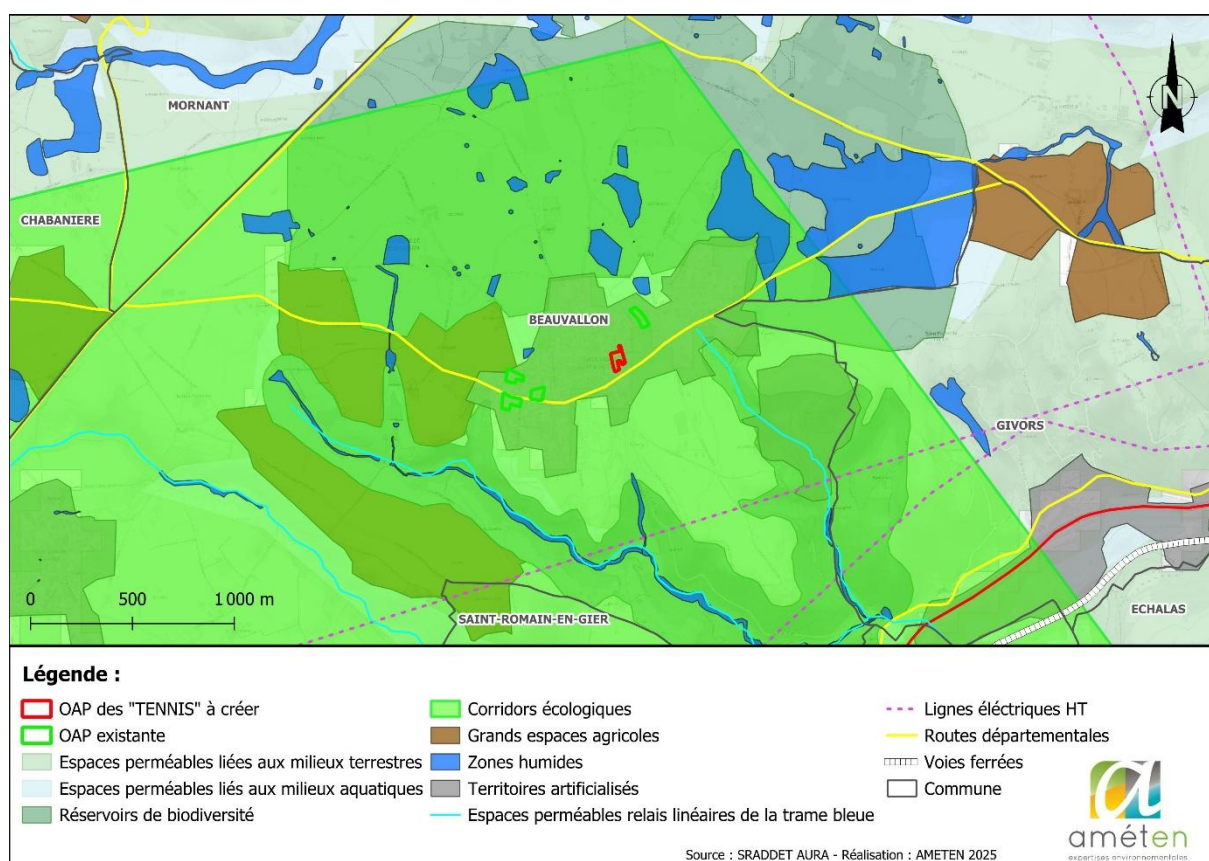 MORNANT
N
CHABANIERE
BEAUVALLON
GIVORS
0 500 1 000 m
SAINT-ROMAIN-EN-GIER
ECHALAS
Légende :
OAP des "TENNIS" à créer
OAP existante
Espaces perméables liées aux milieux terrestres
Espaces perméables liés aux milieux aquatiques
Réservoirs de biodiversité
Corridors écologiques
Grands espaces agricoles
Zones humides
Territoires artificialisés
Espaces perméables relais linéaires de la trame bleue
Lignes éléctriques HT
Routes départementales
Voies ferrées
Commune
améten
expertises environnementales
Source : SRADDET AURA - Réalisation : AMETEN 2025